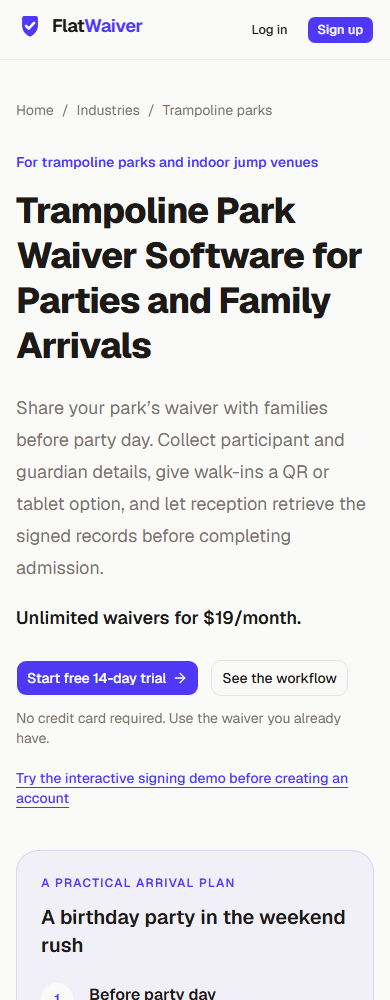 FlatWaiver
Log in
Sign up
Home / Industries / Trampoline parks
For trampoline parks and indoor jump venues
Trampoline Park
Waiver Software for
Parties and Family
Arrivals
Share your park's waiver with families
before party day. Collect participant and
guardian details, give walk-ins a QR or
tablet option, and let reception retrieve the
signed records before completing
admission.
Unlimited waivers for $19/month.
Start free 14-day trial →
See the workflow
No credit card required. Use the waiver you already
have.
Try the interactive signing demo before creating an
account
A PRACTICAL ARRIVAL PLAN
A birthday party in the weekend
rush
1 Before party day